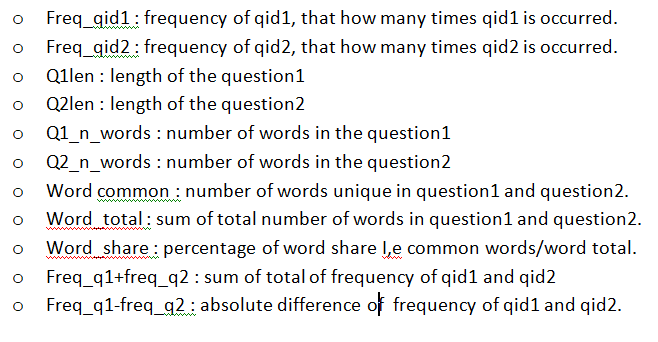 o Freq_qid1 : frequency of qid1, that how many times qid1 is occurred.
o Freq_qid2 : frequency of qid2, that how many times qid2 is occurred.
o Q1len : length of the question1
o Q2len : length of the question2
o Q1_n_words : number of words in the question1
o Q2_n_words : number of words in the question2
o Word common : number of words unique in question1 and question2.
o Word_total : sum of total number of words in question1 and question2.
o Word_share : percentage of word share I,e common words/word total.
o Freq_q1+freq_q2 : sum of total of frequency of qid1 and qid2
o Freq_q1-freq_q2 : absolute difference of frequency of qid1 and qid2.